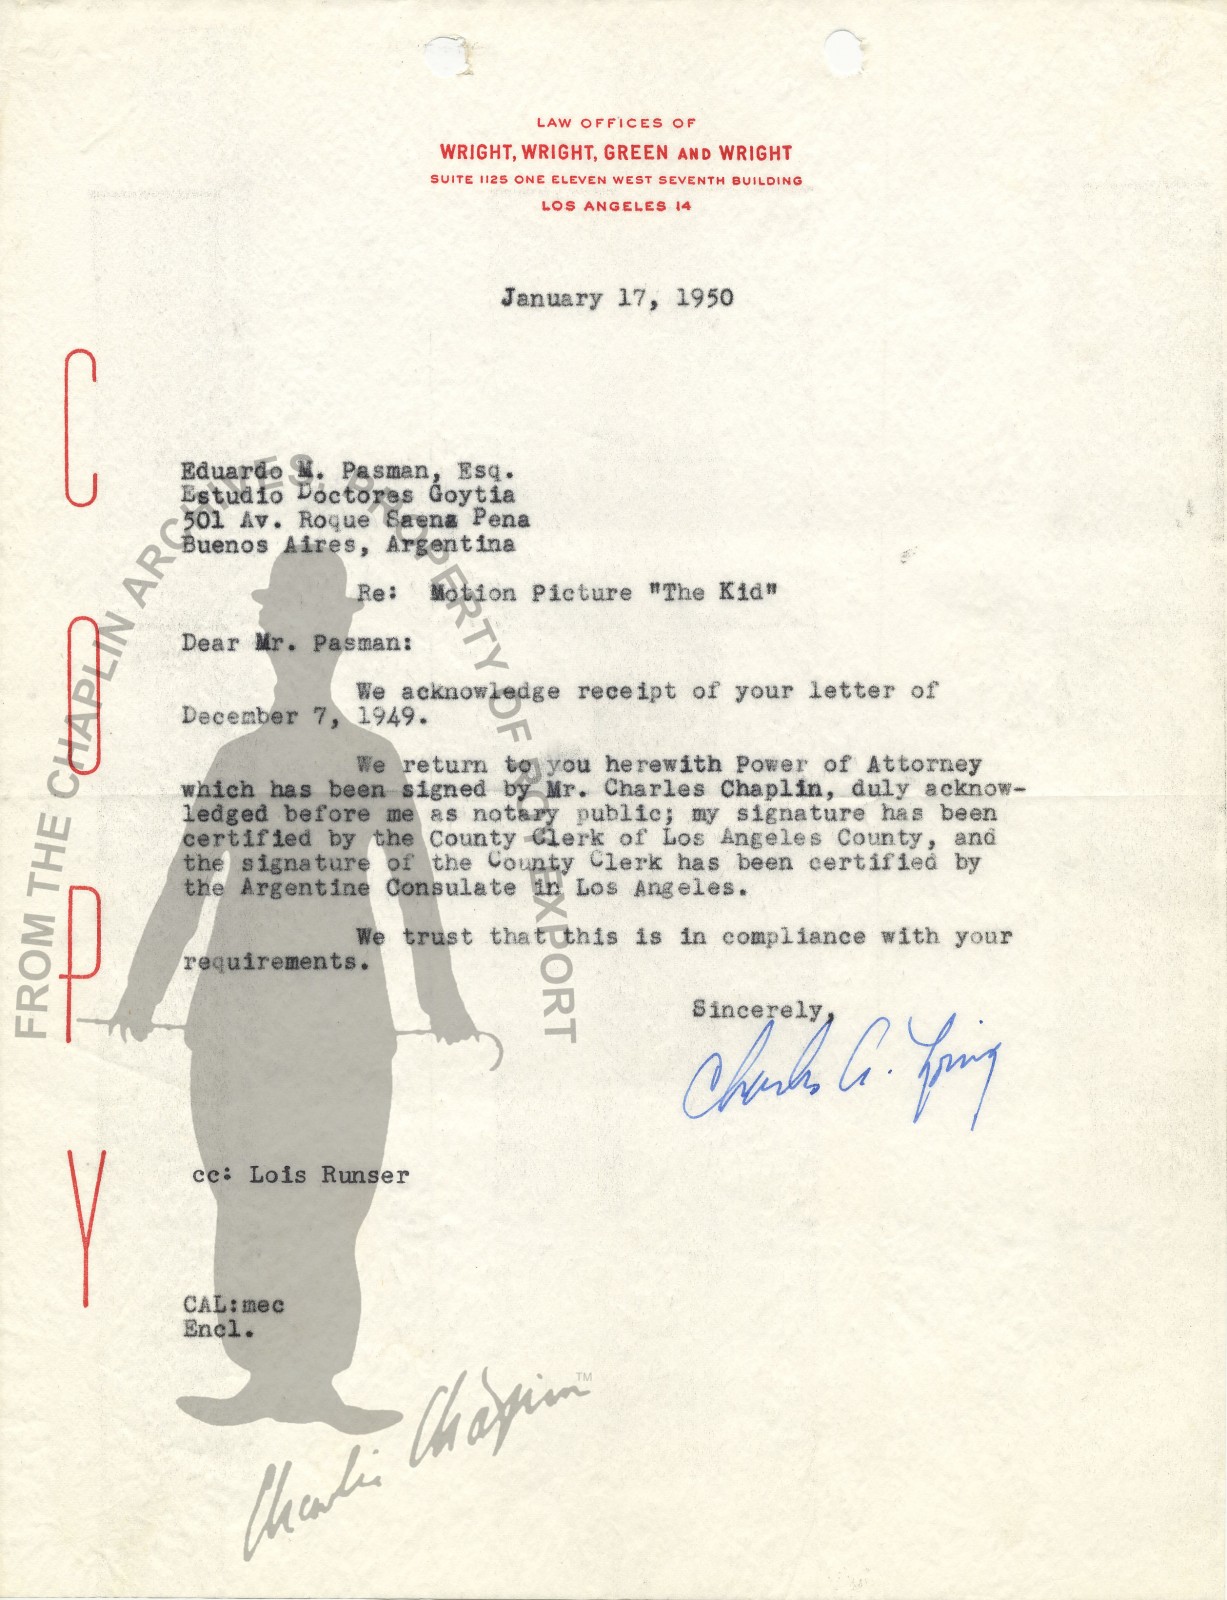 LAW OFFICES OF
WRIGHT, WRIGHT, GREEN AND WRIGHT
SUITE 1125 ONE ELEVEN WEST SEVENTH BUILDING
LOS ANGELES 14
January 17, 1950
COPY
Eduardo M. Pasman, Esq.
Estudio Doctores Goytia
501 Av. Roque Saena Pena
Buenos Aires, Argentina
Re: Motion Picture "The Kid"
Dear Mr. Pasman:
We acknowledge receipt of your letter of
December 7, 1949.
We return to you herewith Power of Attorney
which has been signed by Mr. Charles Chaplin, duly acknow-
ledged before me as notary public; my signature has been
certified by the County Clerk of Los Angeles County, and
the signature of the County Clerk has been certified by
the Argentine Consulate in Los Angeles.
We trust that this is in compliance with your
requirements.
Sincerely,
Charles A.
cc: Lois Runser
CAL:mec
Encl.
FROM THE CHAPLIN ARCHIVES, PROPERTY OF ROY EXPORT
Charlie Chaplin™